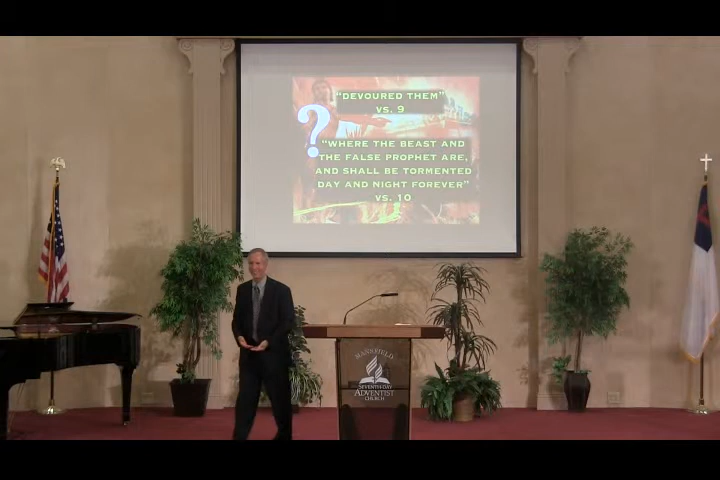 "DEVOURED THEM"
VS. 9
?
"WHERE THE BEAST AND
THE FALSE PROPHET ARE,
AND SHALL BE TORMENTED
DAY AND NIGHT FOREVER"
VS. 10
MANSFIELD
SEVENTH-DAY
ADVENTIST
CHURCH